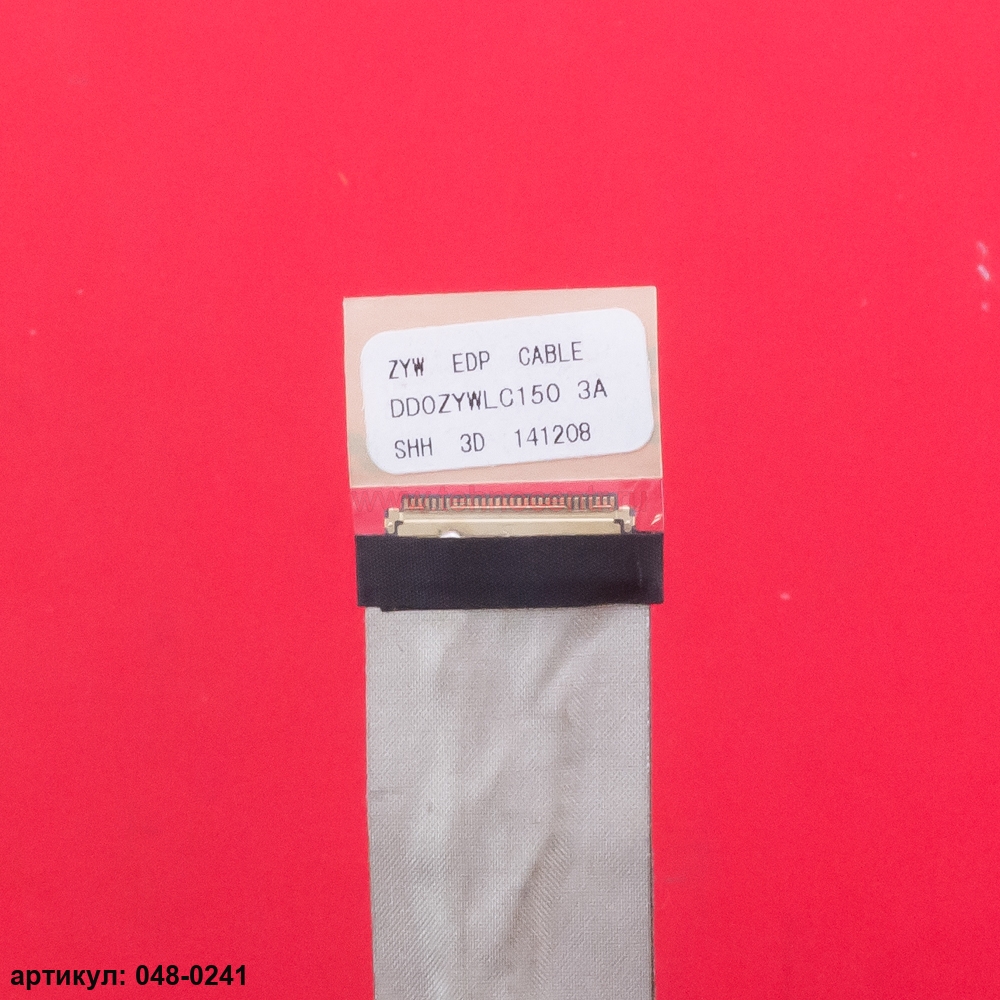 ZYW EDP CABLE
DD0ZYWLC150 3A
SHH 3D 141208
артикул: 048-0241